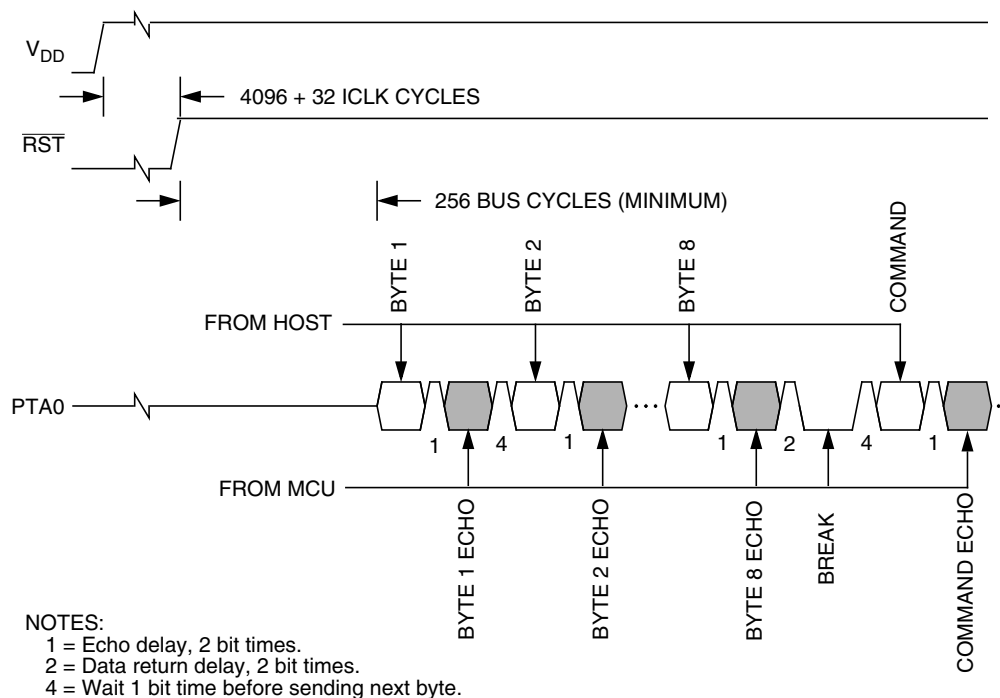 VDD
4096 + 32 ICLK CYCLES
RST
256 BUS CYCLES (MINIMUM)
BYTE 1
BYTE 2
BYTE 8
COMMAND
FROM HOST
PTA0
1
4
1
1
2
4
1
FROM MCU
BYTE 1 ECHO
BYTE 2 ECHO
BYTE 8 ECHO
BREAK
COMMAND ECHO
NOTES:
1 = Echo delay, 2 bit times.
2 = Data return delay, 2 bit times.
4 = Wait 1 bit time before sending next byte.